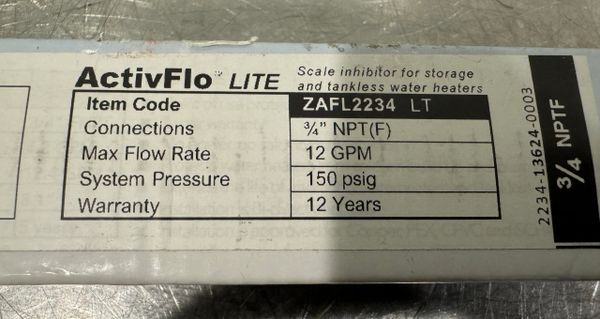 ActivFlo™ LITE
Scale inhibitor for storage
and tankless water heaters
Item Code ZAFL2234 LT
Connections ¾" NPT(F)
Max Flow Rate 12 GPM
System Pressure 150 psig
Warranty 12 Years
2234-13624-0003
¾ NPTF